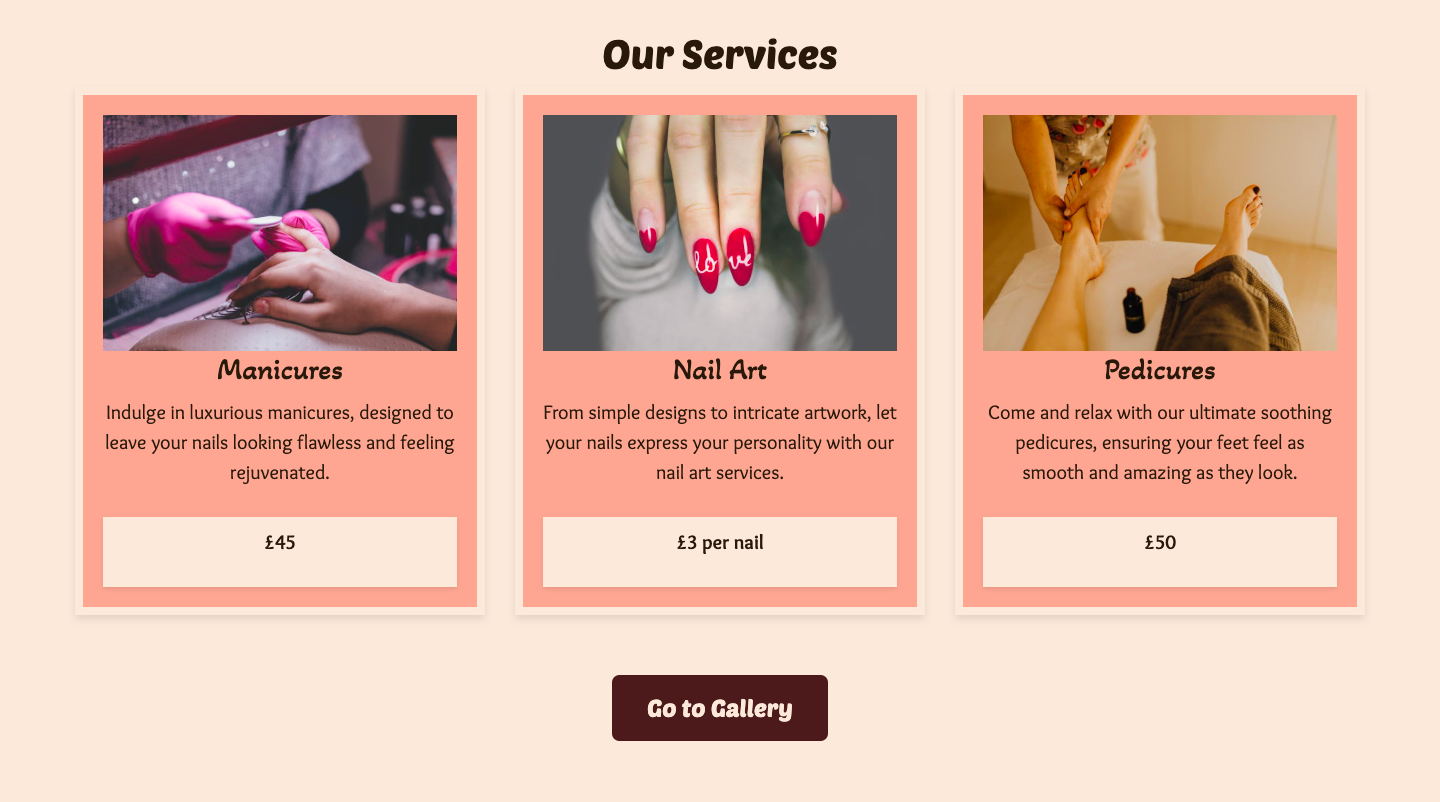 Our Services
Manicures
Indulge in luxurious manicures, designed to
leave your nails looking flawless and feeling
rejuvenated.
£45
love
Nail Art
From simple designs to intricate artwork, let
your nails express your personality with our
nail art services.
£3 per nail
Pedicures
Come and relax with our ultimate soothing
pedicures, ensuring your feet feel as
smooth and amazing as they look.
£50
Go to Gallery